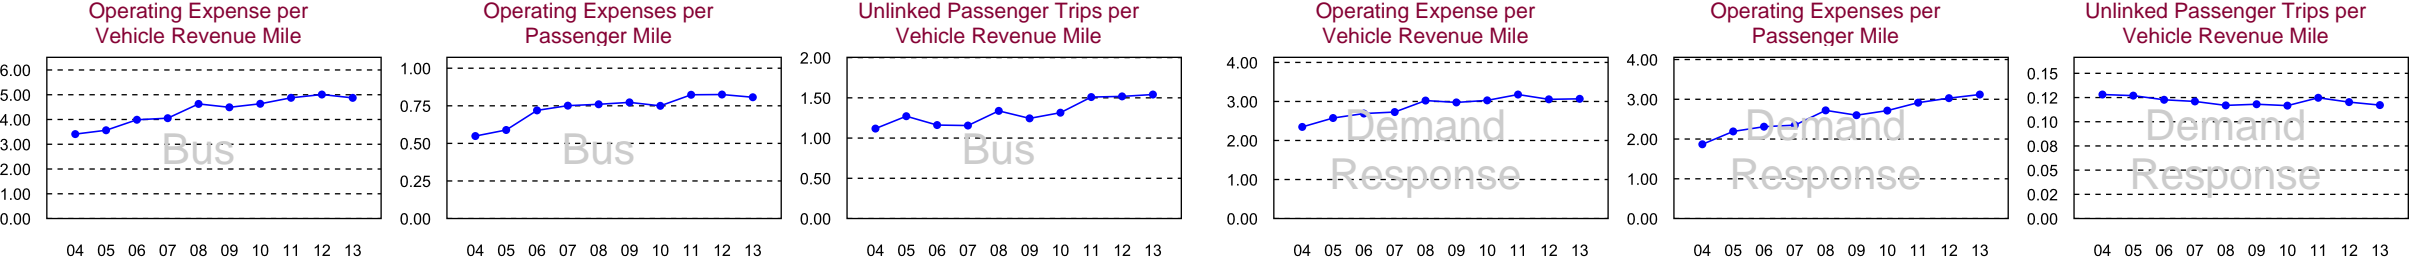 Operating Expense per
Vehicle Revenue Mile
6.00
5.00
4.00
3.00
2.00
1.00
0.00
Bus
04 05 06 07 08 09 10 11 12 13
Operating Expenses per
Passenger Mile
1.00
0.75
0.50
0.25
0.00
Bus
04 05 06 07 08 09 10 11 12 13
Unlinked Passenger Trips per
Vehicle Revenue Mile
2.00
1.50
1.00
0.50
0.00
Bus
04 05 06 07 08 09 10 11 12 13
Operating Expense per
Vehicle Revenue Mile
4.00
3.00
2.00
1.00
0.00
Demand
Response
04 05 06 07 08 09 10 11 12 13
Operating Expenses per
Passenger Mile
4.00
3.00
2.00
1.00
0.00
Demand
Response
04 05 06 07 08 09 10 11 12 13
Unlinked Passenger Trips per
Vehicle Revenue Mile
0.15
0.12
0.10
0.08
0.05
0.02
0.00
Demand
Response
04 05 06 07 08 09 10 11 12 13